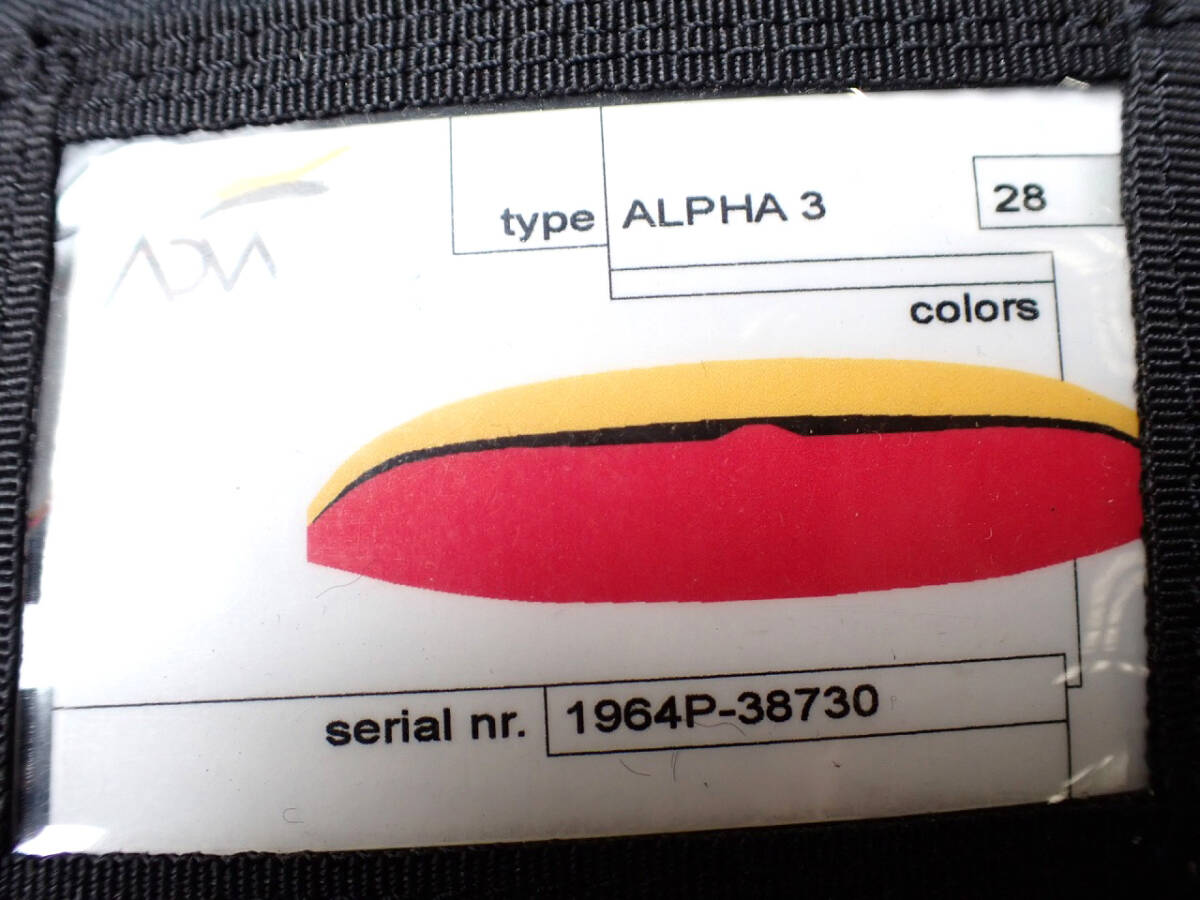 ADVA
type ALPHA 3 28
colors
serial nr. 1964P-38730